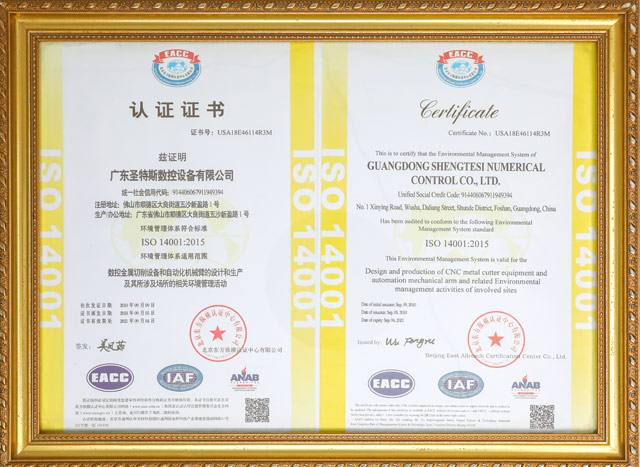 EACC
认证证书
证书号：USA18E46114R3M
兹证明
广东圣特斯数控设备有限公司
统一社会信用代码：914406067911949394
注册地址：佛山市顺德区大良街道五沙新盈路1号
生产/办公地址：广东省佛山市顺德区大良街道五沙新盈路1号
环境管理体系符合标准
ISO 14001:2015
环境管理体系适用范围
数控金属切削设备和自动化机械臂的设计和生产
及其所涉及场所的相关环境管理活动
签发：
北京东方纵横认证中心有限公司
EACC
IAF
ANAB
ISO 14001
ISO 14001
EACC
Certificate
Certificate No.: USA18E46114R3M
This is to certify that the Environmental Management System of
GUANGDONG SHENGTESI NUMERICAL
CONTROL CO., LTD.
Unified Social Credit Code: 914406067911949394
No. 1 Xinying Road, Wusha, Daliang Street, Shunde District, Foshan, Guangdong, China
Has been audited to conform to the following Environmental
Management System standard
ISO 14001:2015
This Environmental Management System is valid for the
Design and production of CNC metal cutter equipment and
automation mechanical arm and related Environmental
management activities of involved sites
Issued by:
Beijing East Allreach Certification Center Co., Ltd.
EACC
IAF
ANAB
ISO 14001
ISO 14001